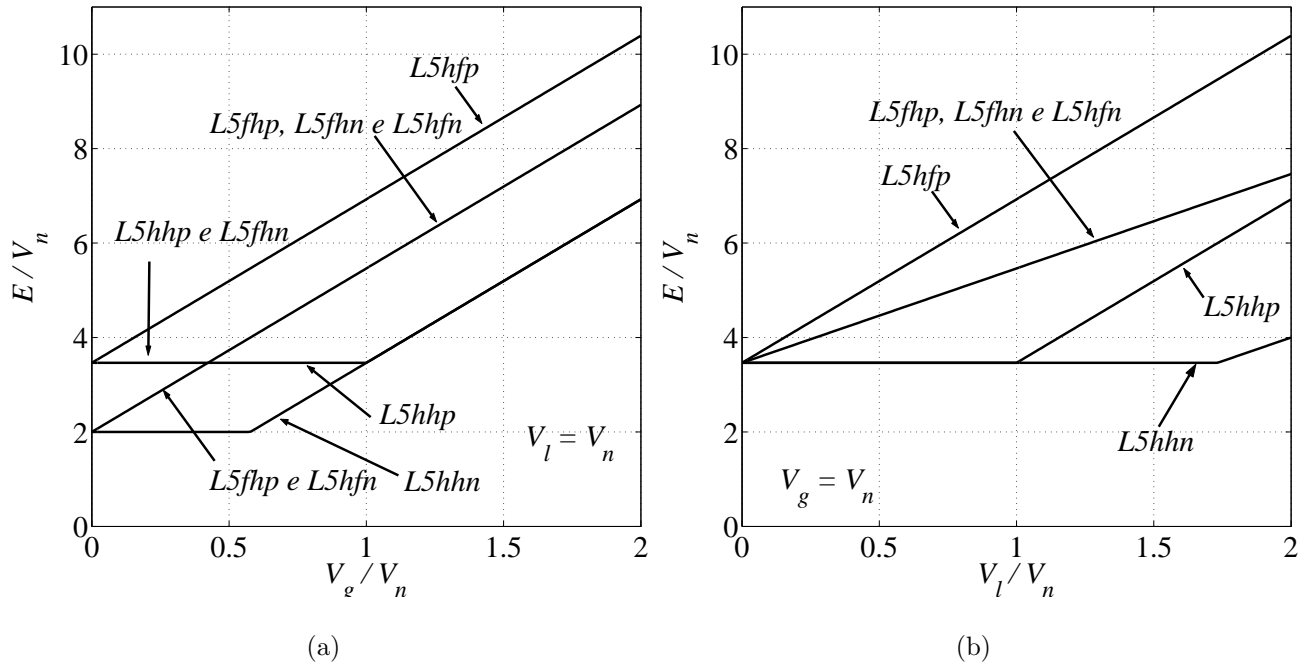 10
8
6
4
2
0
E / V_n
0
0.5
1
1.5
2
V_g / V_n
L5hfp
L5fhp, L5fhn e L5hfn
L5hhp e L5fhn
L5hhp
V_l = V_n
L5fhp e L5hfn
L5hhn
(a)
10
8
6
4
2
0
E / V_n
0
0.5
1
1.5
2
V_l / V_n
L5fhp, L5fhn e L5hfn
L5hfp
L5hhp
L5hhn
V_g = V_n
(b)